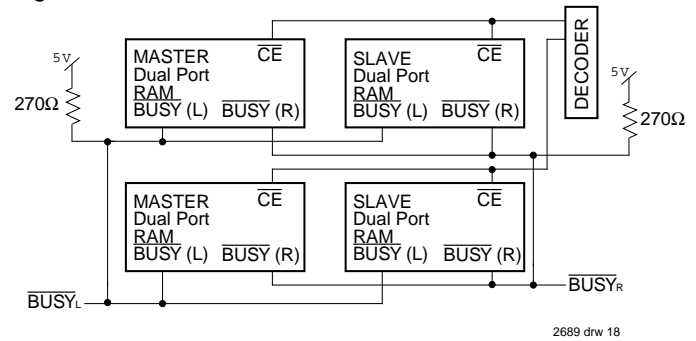 MASTER
Dual Port
RAM
BUSY (L) BUSY (R)
CE
SLAVE
Dual Port
RAM
BUSY (L) BUSY (R)
CE
DECODER
5V
270Ω
5V
270Ω
MASTER
Dual Port
RAM
BUSY (L) BUSY (R)
CE
SLAVE
Dual Port
RAM
BUSY (L) BUSY (R)
CE
BUSYL
BUSYR
2689 drw 18